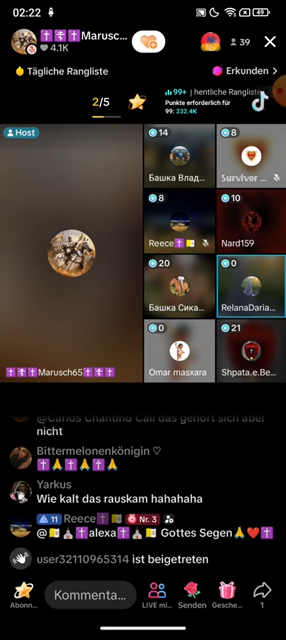 02:22
49
✝️✝️Marusc...
4.1K
39
Tägliche Rangliste
Erkunden >
2/5
99+ | hentliche Rangliste
Punkte erforderlich für
99: 232.4K
Host
14
Башка Влад...
8
Survivor ...
8
Reece✝️
10
Nard159
20
Башка Сика...
0
RelanaDaria...
0
Omar masxara
21
Shpata.e.Be...
✝️✝️✝️Marusch65✝️✝️✝️
@Carlos Chantino Call das gehört sich aber
nicht
Bittermelonenkönigin ♡
✝️🙏✝️🙏✝️
Yarkus
Wie kalt das rauskam hahahaha
11 Reece✝️ Nr. 3
@🇻🇦⛪✝️alexa✝️⛪🇻🇦 Gottes Segen🙏❤️✝️
user32110965314 ist beigetreten
Abonn...
Kommenta...
LIVE mi...
Senden
Gesche...
1